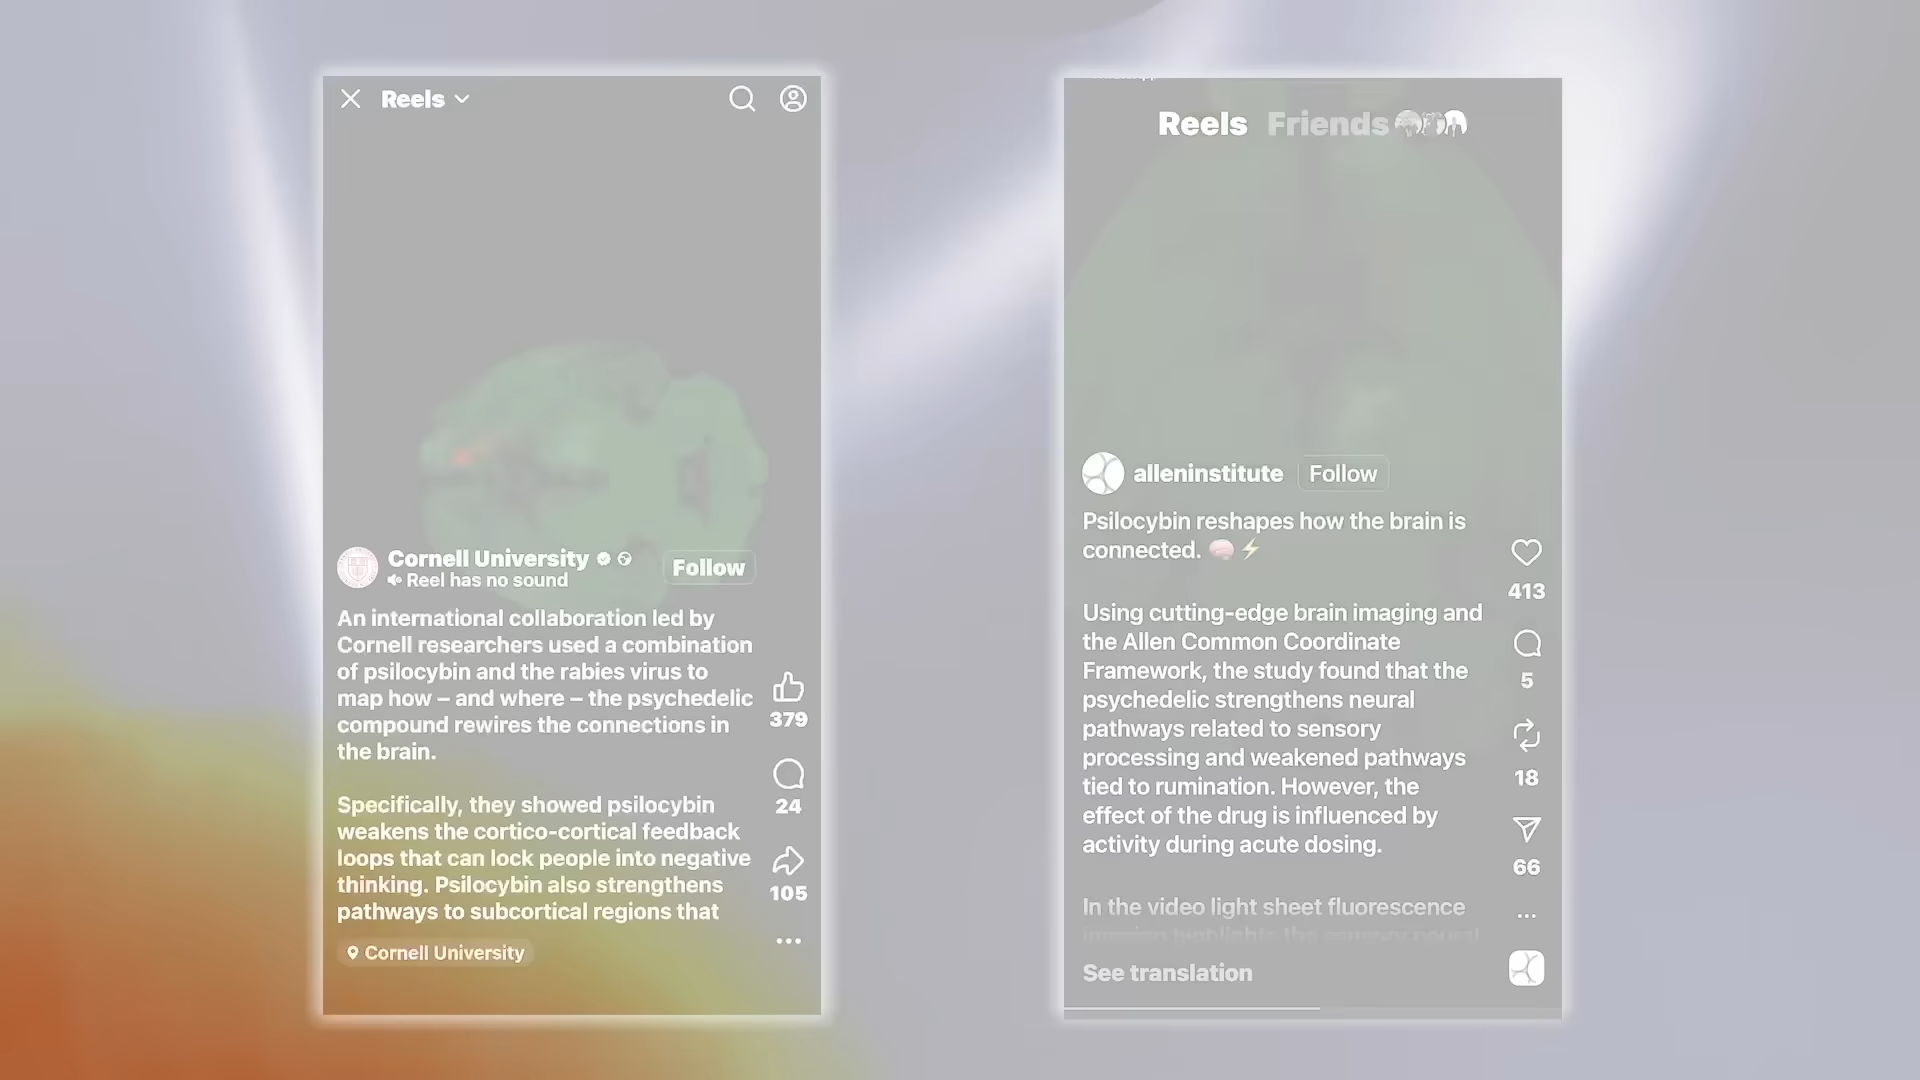 Reels
Cornell University
Reel has no sound
Follow
An international collaboration led by
Cornell researchers used a combination
of psilocybin and the rabies virus to
map how – and where – the psychedelic
compound rewires the connections in
the brain.
Specifically, they showed psilocybin
weakens the cortico-cortical feedback
loops that can lock people into negative
thinking. Psilocybin also strengthens
pathways to subcortical regions that
Cornell University
379
24
105
Reels Friends
alleninstitute Follow
Psilocybin reshapes how the brain is
connected. 🧠⚡
Using cutting-edge brain imaging and
the Allen Common Coordinate
Framework, the study found that the
psychedelic strengthens neural
pathways related to sensory
processing and weakened pathways
tied to rumination. However, the
effect of the drug is influenced by
activity during acute dosing.
In the video light sheet fluorescence
See translation
413
5
18
66